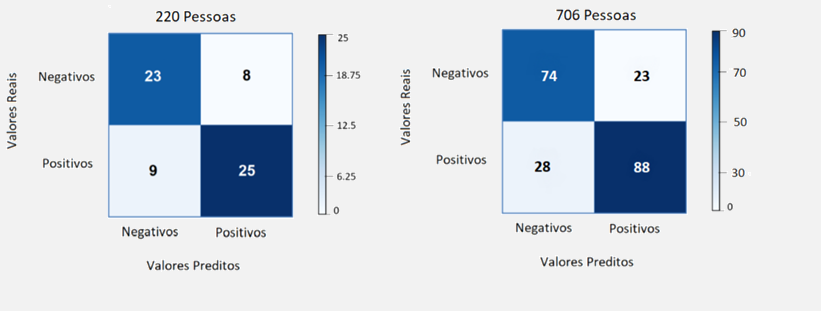 220 Pessoas
Valores Reais
Negativos
23
8
Positivos
9
25
Negativos
Positivos
Valores Preditos
25
18.75
12.5
6.25
0
706 Pessoas
Valores Reais
Negativos
74
23
Positivos
28
88
Negativos
Positivos
Valores Preditos
90
70
50
30
0